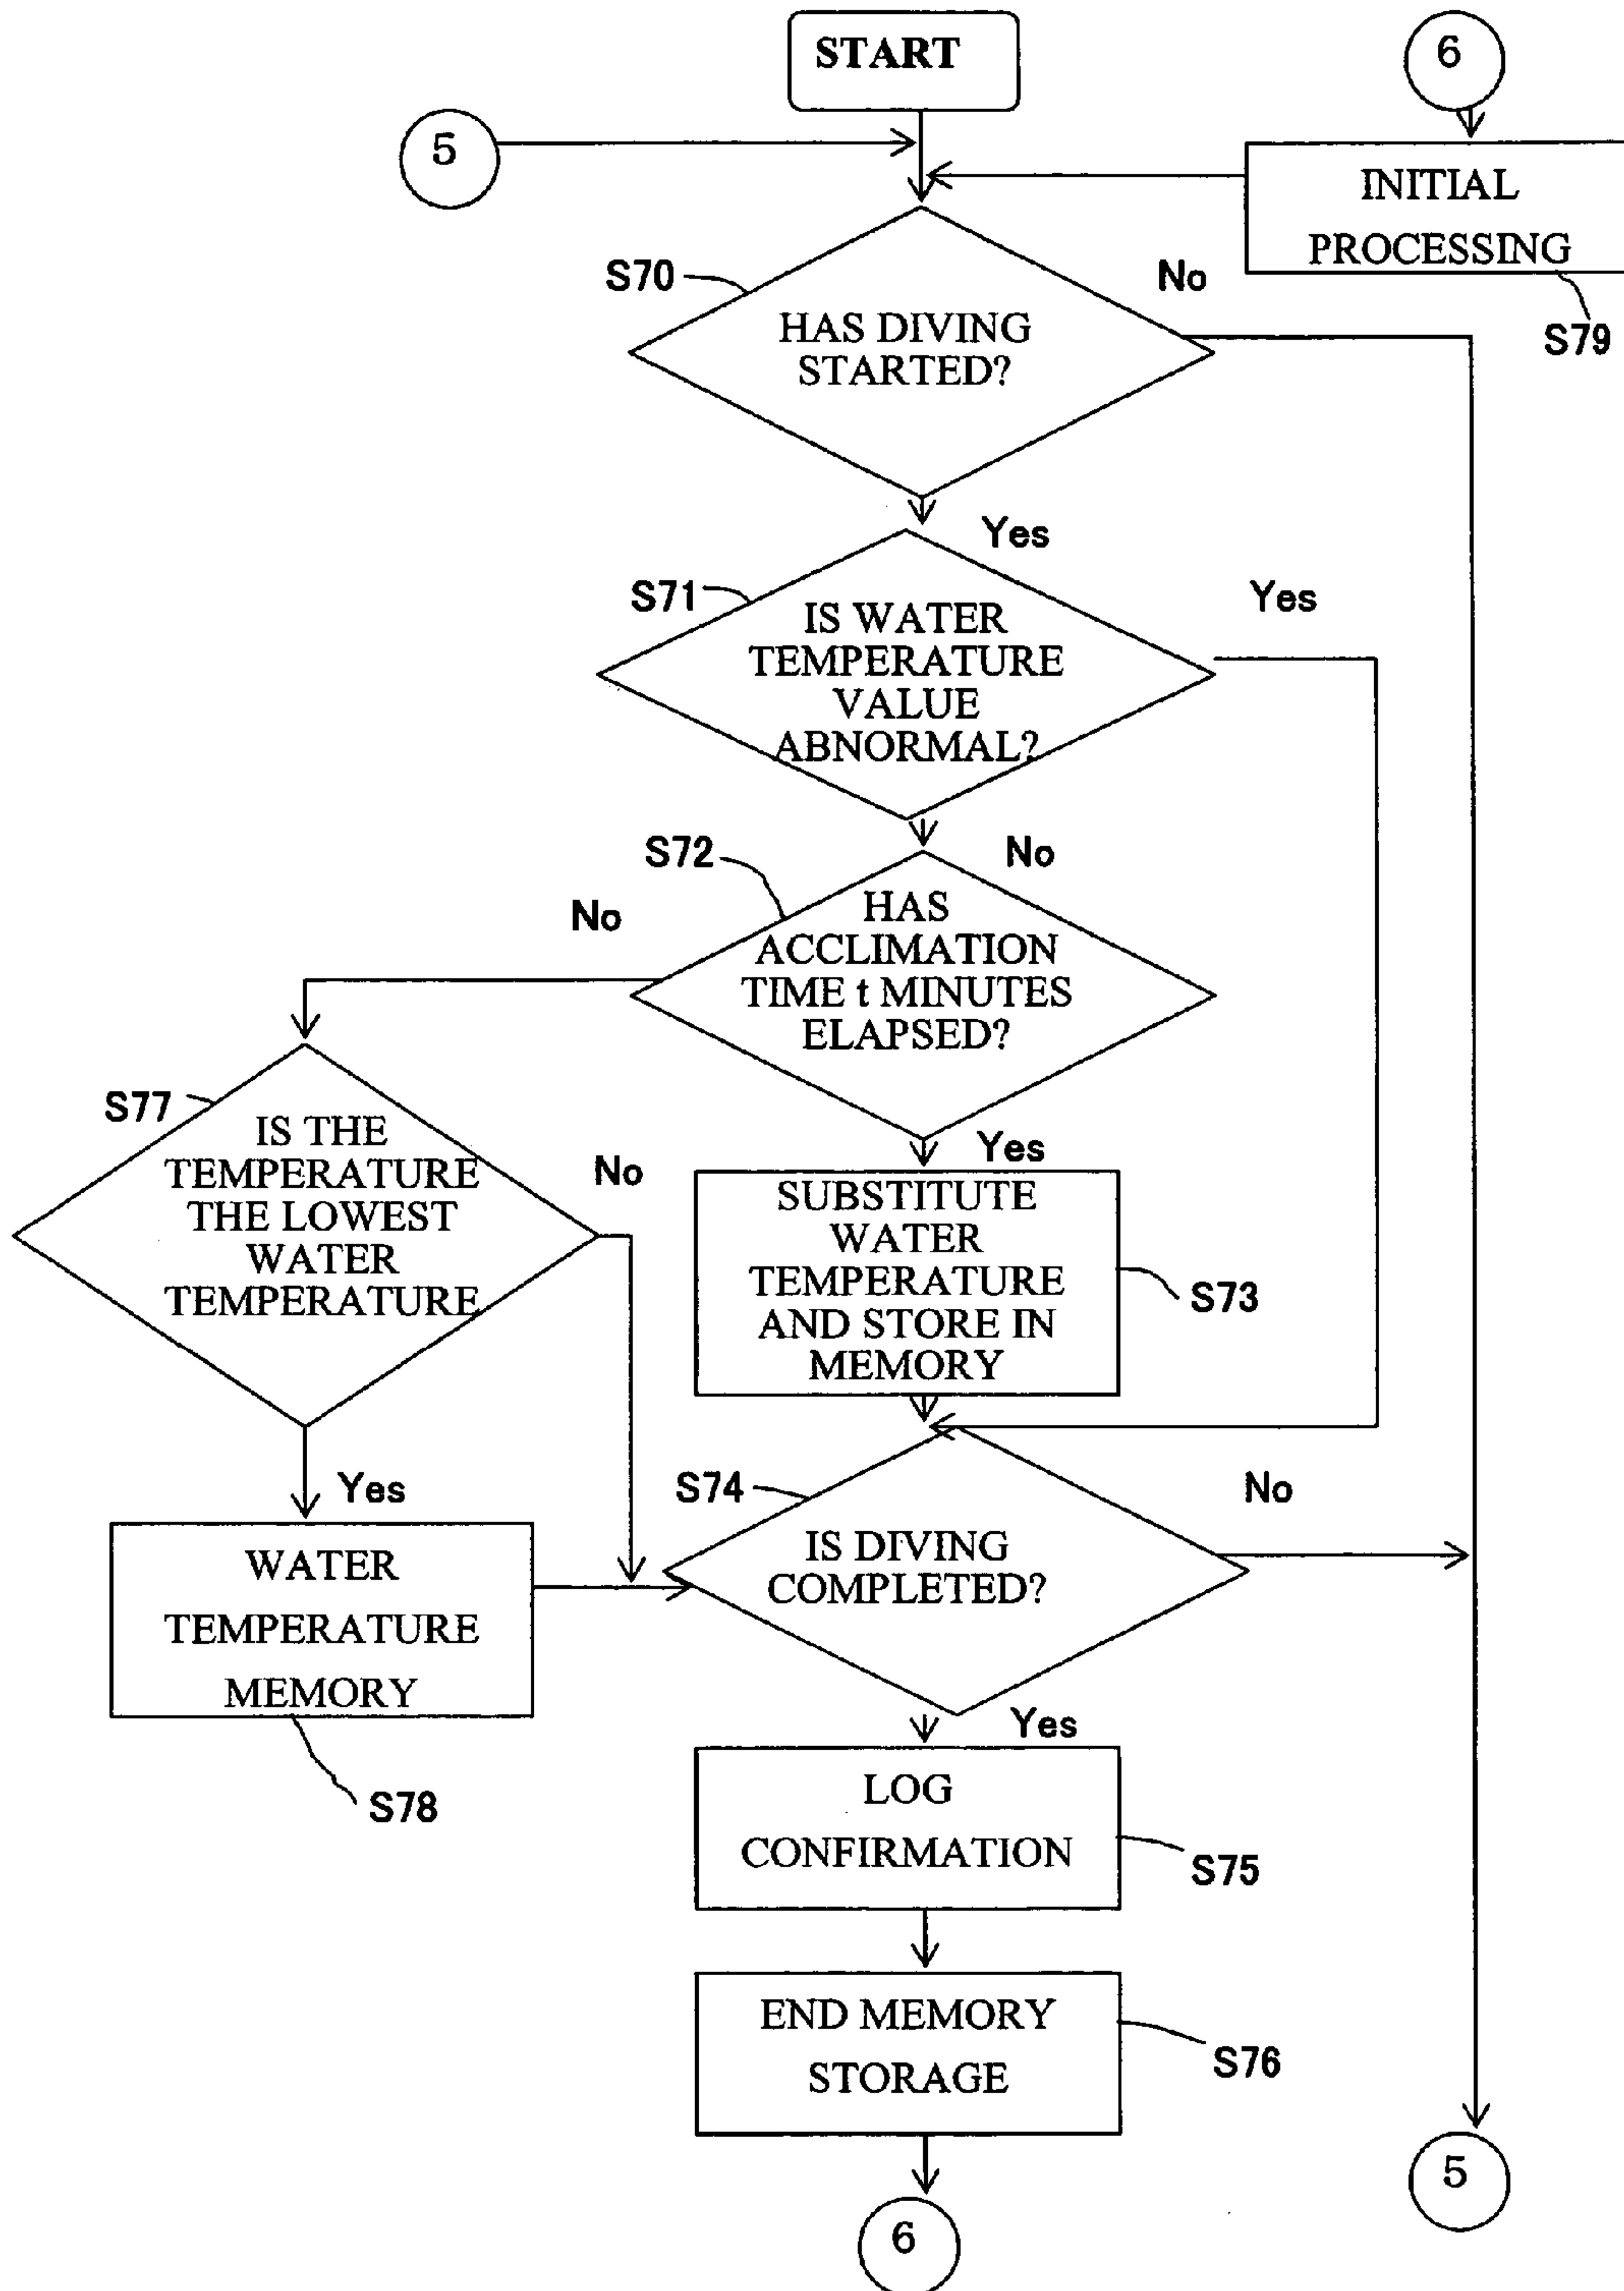 START
6
5
INITIAL
PROCESSING
S79
S70
No
HAS DIVING
STARTED?
Yes
S71
Yes
IS WATER
TEMPERATURE
VALUE
ABNORMAL?
S72
No
No
HAS
ACCLIMATION
TIME t MINUTES
ELAPSED?
S77
IS THE
TEMPERATURE
THE LOWEST
WATER
TEMPERATURE
No
Yes
SUBSTITUTE
WATER
TEMPERATURE
AND STORE IN
MEMORY
S73
Yes
S74
No
IS DIVING
COMPLETED?
WATER
TEMPERATURE
MEMORY
S78
Yes
LOG
CONFIRMATION
S75
END MEMORY
STORAGE
S76
5
6